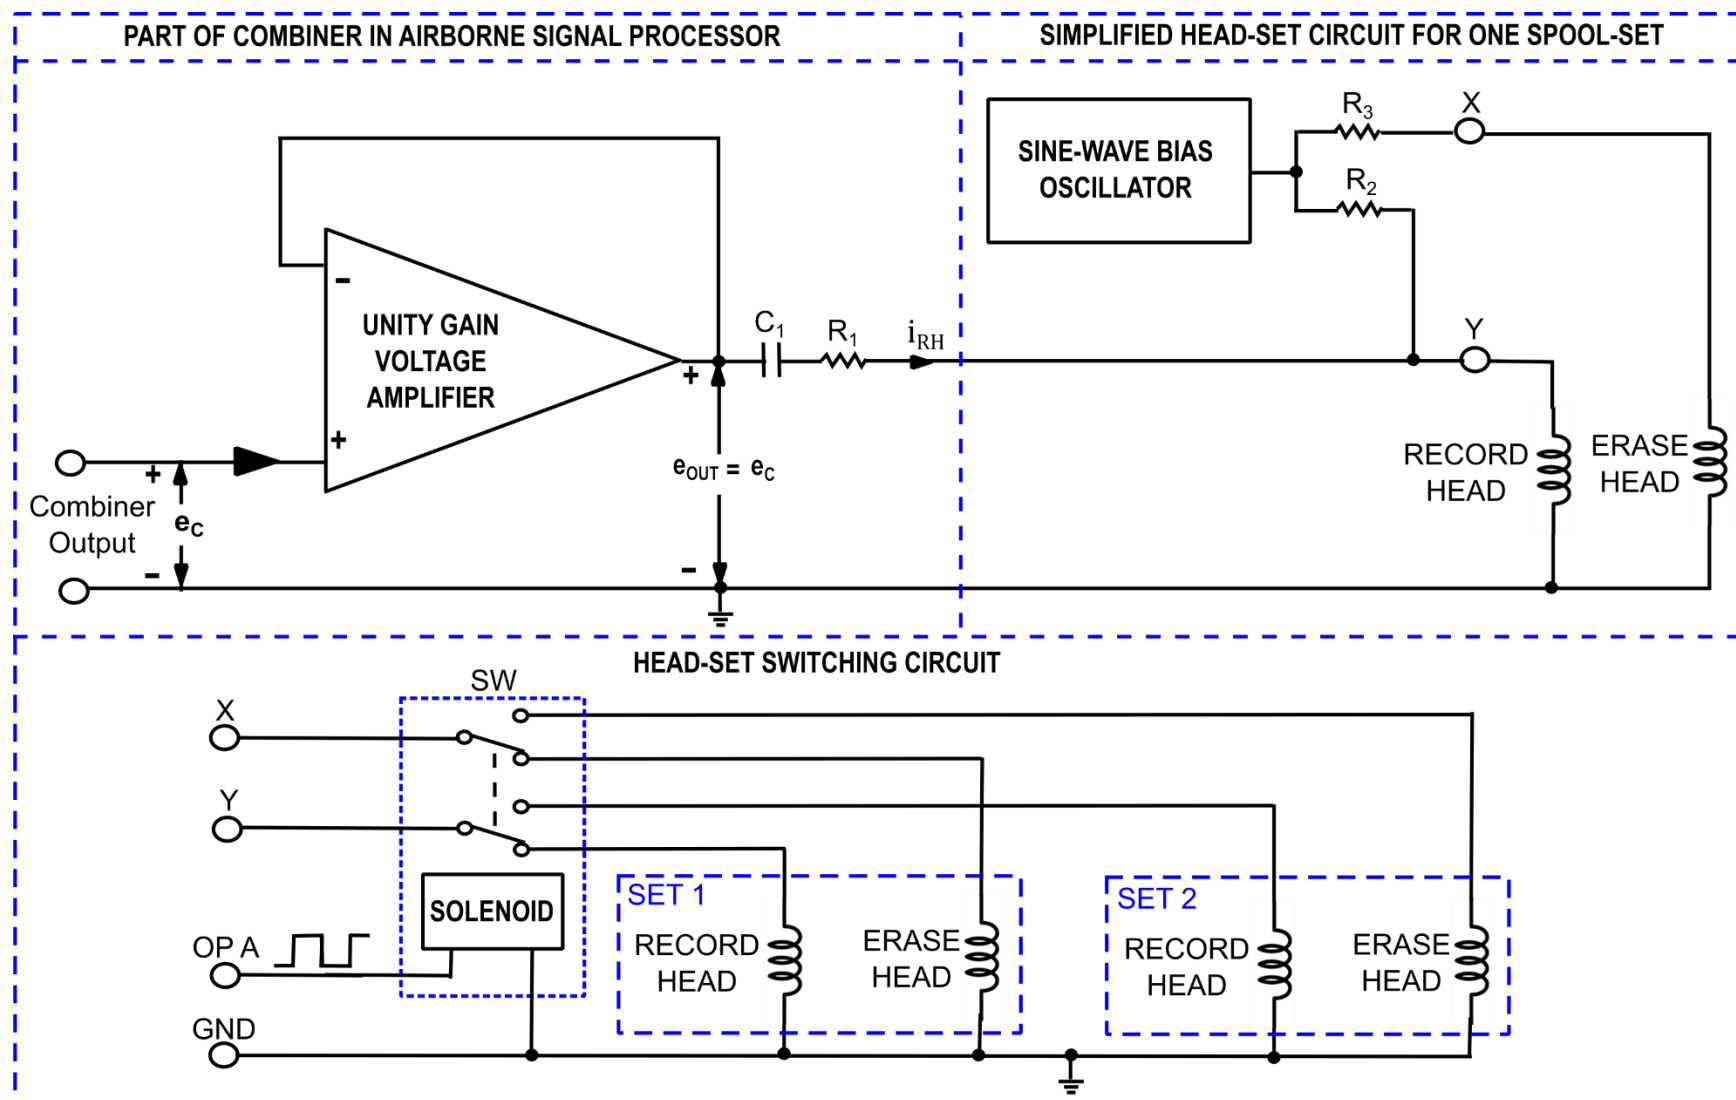 PART OF COMBINER IN AIRBORNE SIGNAL PROCESSOR
SIMPLIFIED HEAD-SET CIRCUIT FOR ONE SPOOL-SET
SINE-WAVE BIAS
OSCILLATOR
R3
X
R2
-
UNITY GAIN
VOLTAGE
AMPLIFIER
+
C1
R1
iRH
Y
+
eOUT = eC
-
+
Combiner
Output
eC
-
RECORD
HEAD
ERASE
HEAD
HEAD-SET SWITCHING CIRCUIT
SW
X
Y
SOLENOID
OP A
GND
SET 1
RECORD
HEAD
ERASE
HEAD
SET 2
RECORD
HEAD
ERASE
HEAD